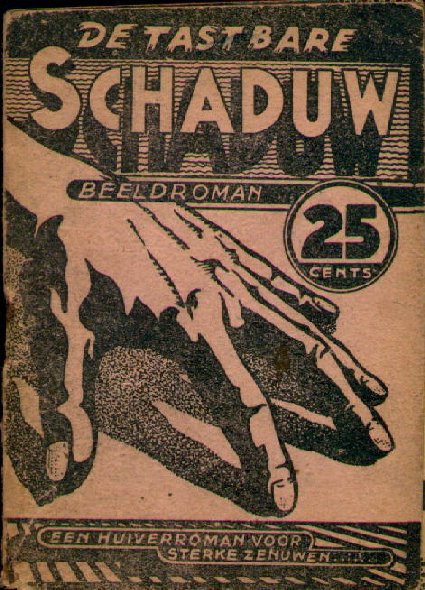 DE TASTBARE
SCHADUW
BEELDROMAN
25
CENTS
EEN HUIVERROMAN VOOR
STERKE ZENUWEN......